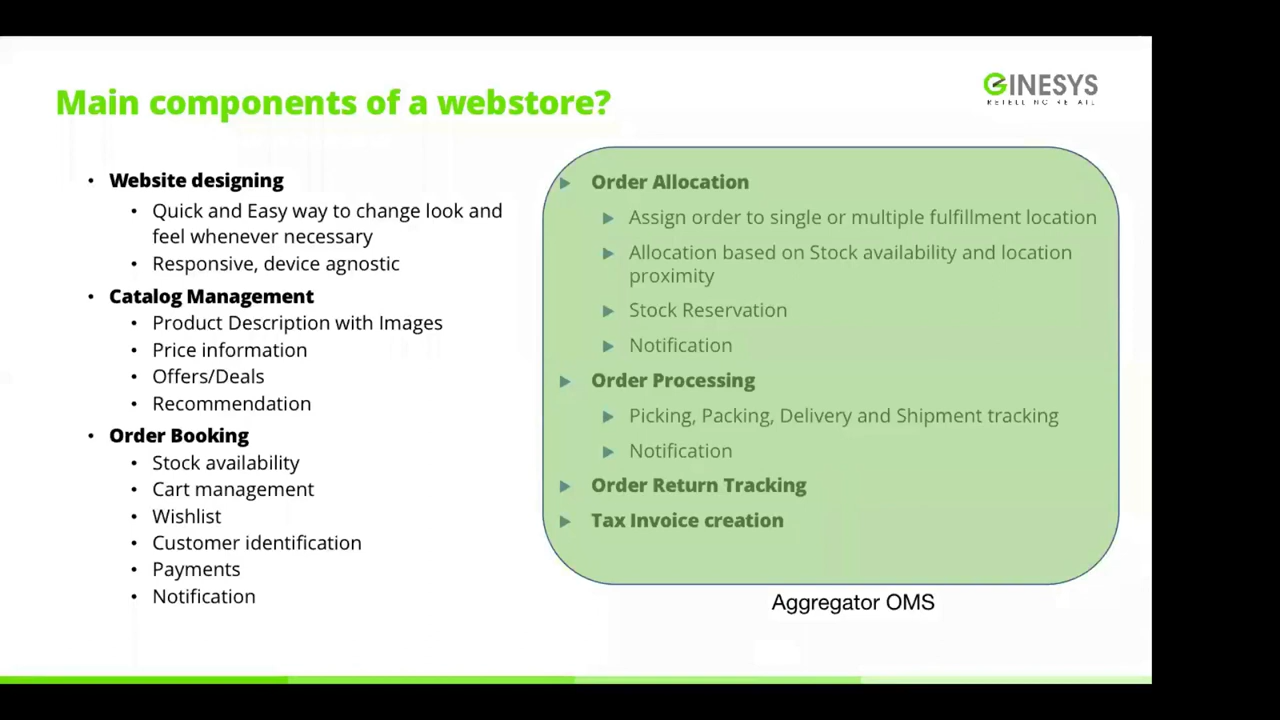 Main components of a webstore?
GINESYS
RETELLING RETAIL
• Website designing
• Quick and Easy way to change look and
feel whenever necessary
• Responsive, device agnostic
• Catalog Management
• Product Description with Images
• Price information
• Offers/Deals
• Recommendation
• Order Booking
• Stock availability
• Cart management
• Wishlist
• Customer identification
• Payments
• Notification
Order Allocation
Assign order to single or multiple fulfillment location
Allocation based on Stock availability and location
proximity
Stock Reservation
Notification
Order Processing
Picking, Packing, Delivery and Shipment tracking
Notification
Order Return Tracking
Tax Invoice creation
Aggregator OMS